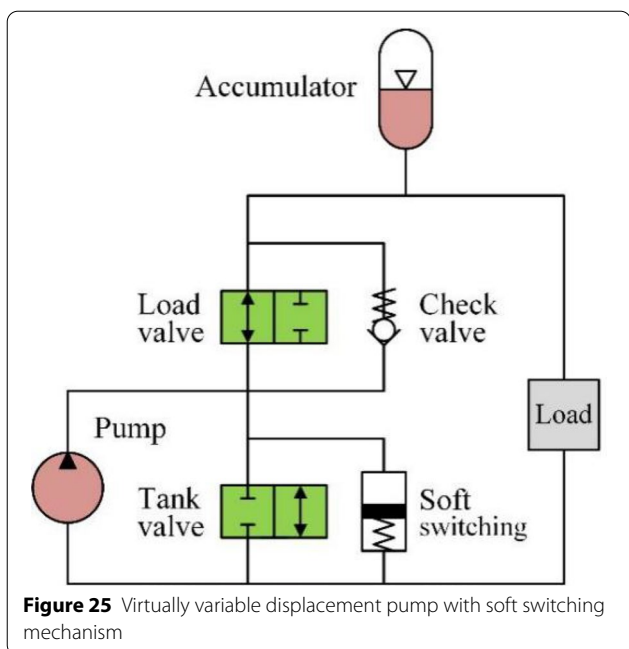 Accumulator
Load
valve
Check
valve
Pump
Load
Tank
valve
Soft
switching
Figure 25 Virtually variable displacement pump with soft switching
mechanism